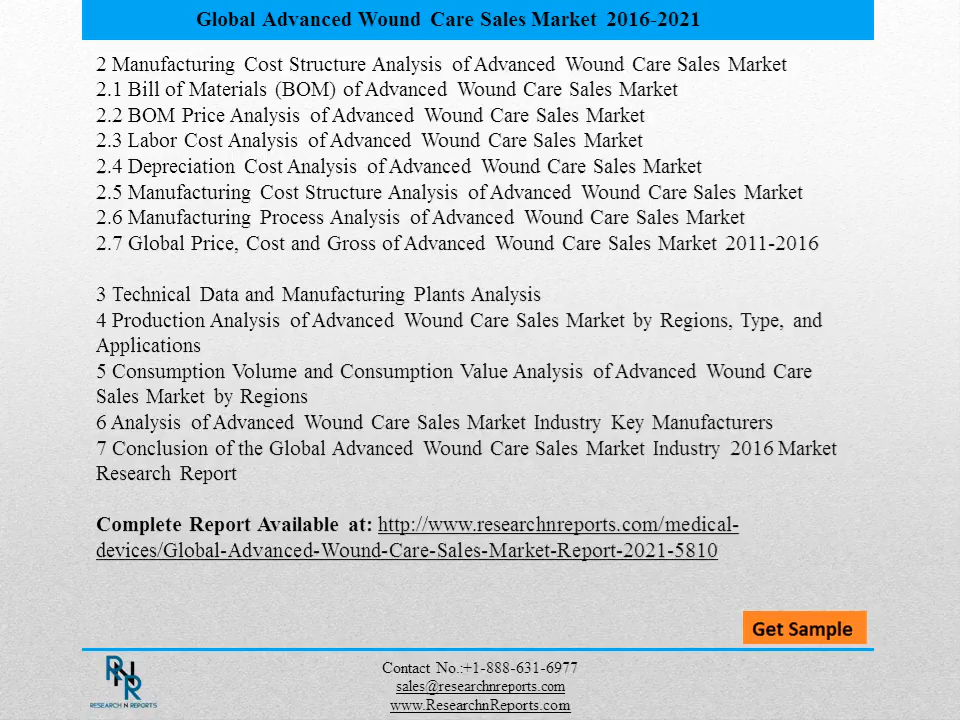 Global Advanced Wound Care Sales Market 2016-2021
2 Manufacturing Cost Structure Analysis of Advanced Wound Care Sales Market
2.1 Bill of Materials (BOM) of Advanced Wound Care Sales Market
2.2 BOM Price Analysis of Advanced Wound Care Sales Market
2.3 Labor Cost Analysis of Advanced Wound Care Sales Market
2.4 Depreciation Cost Analysis of Advanced Wound Care Sales Market
2.5 Manufacturing Cost Structure Analysis of Advanced Wound Care Sales Market
2.6 Manufacturing Process Analysis of Advanced Wound Care Sales Market
2.7 Global Price, Cost and Gross of Advanced Wound Care Sales Market 2011-2016
3 Technical Data and Manufacturing Plants Analysis
4 Production Analysis of Advanced Wound Care Sales Market by Regions, Type, and
Applications
5 Consumption Volume and Consumption Value Analysis of Advanced Wound Care
Sales Market by Regions
6 Analysis of Advanced Wound Care Sales Market Industry Key Manufacturers
7 Conclusion of the Global Advanced Wound Care Sales Market Industry 2016 Market
Research Report
Complete Report Available at: http://www.researchnreports.com/medical-
devices/Global-Advanced-Wound-Care-Sales-Market-Report-2021-5810
Get Sample
RNR
RESEARCH N REPORTS
Contact No.:+1-888-631-6977
sales@researchnreports.com
www.ResearchnReports.com